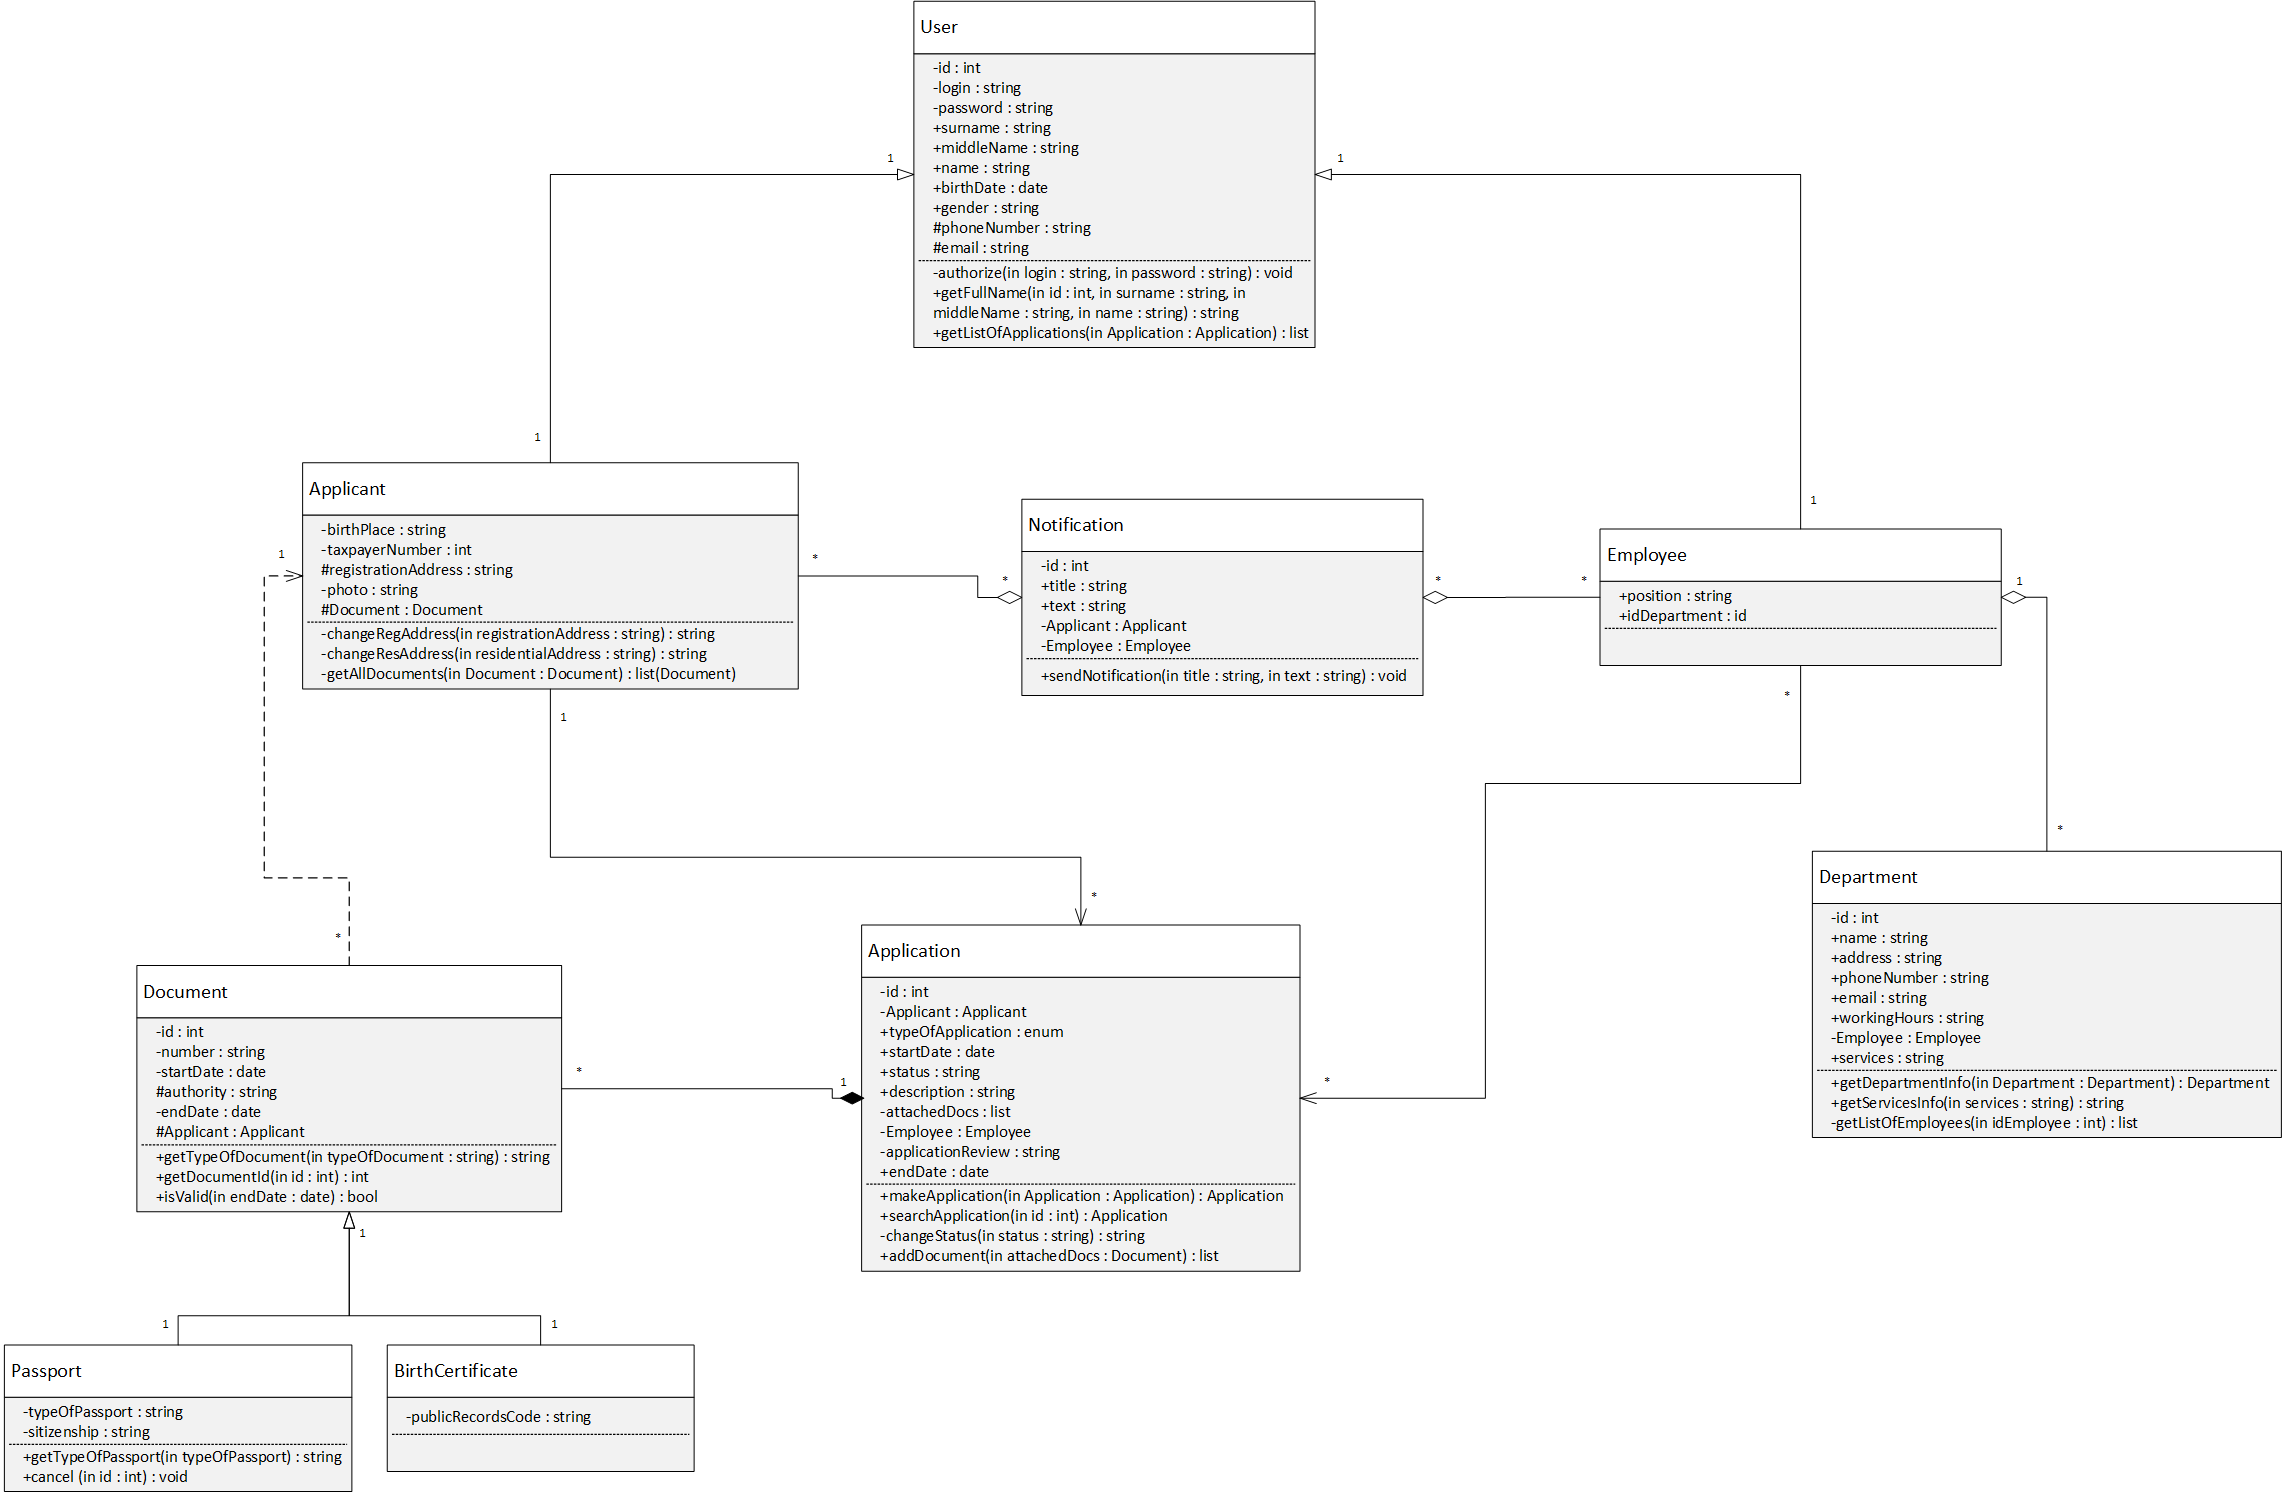 User
-id : int
-login : string
-password : string
+surname : string
+middleName : string
+name : string
+birthDate : date
+gender : string
#phoneNumber : string
#email : string
-authorize(in login : string, in password : string) : void
+getFullName(in id : int, in surname : string, in
middleName : string, in name : string) : string
+getListOfApplications(in Application : Application) : list
1
1
1
1
Applicant
-birthPlace : string
-taxpayerNumber : int
#registrationAddress : string
-photo : string
#Document : Document
-changeRegAddress(in registrationAddress : string) : string
-changeResAddress(in residentialAddress : string) : string
-getAllDocuments(in Document : Document) : list(Document)
1
*
*
Notification
-id : int
+title : string
+text : string
-Applicant : Applicant
-Employee : Employee
+sendNotification(in title : string, in text : string) : void
*
*
Employee
+position : string
+idDepartment : id
1
*
1
*
*
*
*
Department
-id : int
+name : string
+address : string
+phoneNumber : string
+email : string
+workingHours : string
-Employee : Employee
+services : string
+getDepartmentInfo(in Department : Department) : Department
+getServicesInfo(in services : string) : string
-getListOfEmployees(in idEmployee : int) : list
Application
-id : int
-Applicant : Applicant
+typeOfApplication : enum
+startDate : date
+status : string
+description : string
-attachedDocs : list
-Employee : Employee
-applicationReview : string
+endDate : date
+makeApplication(in Application : Application) : Application
+searchApplication(in id : int) : Application
-changeStatus(in status : string) : string
+addDocument(in attachedDocs : Document) : list
Document
-id : int
-number : string
-startDate : date
#authority : string
-endDate : date
#Applicant : Applicant
+getTypeOfDocument(in typeOfDocument : string) : string
+getDocumentId(in id : int) : int
+isValid(in endDate : date) : bool
*
1
1
1
1
Passport
-typeOfPassport : string
-sitizenship : string
+getTypeOfPassport(in typeOfPassport) : string
+cancel (in id : int) : void
BirthCertificate
-publicRecordsCode : string